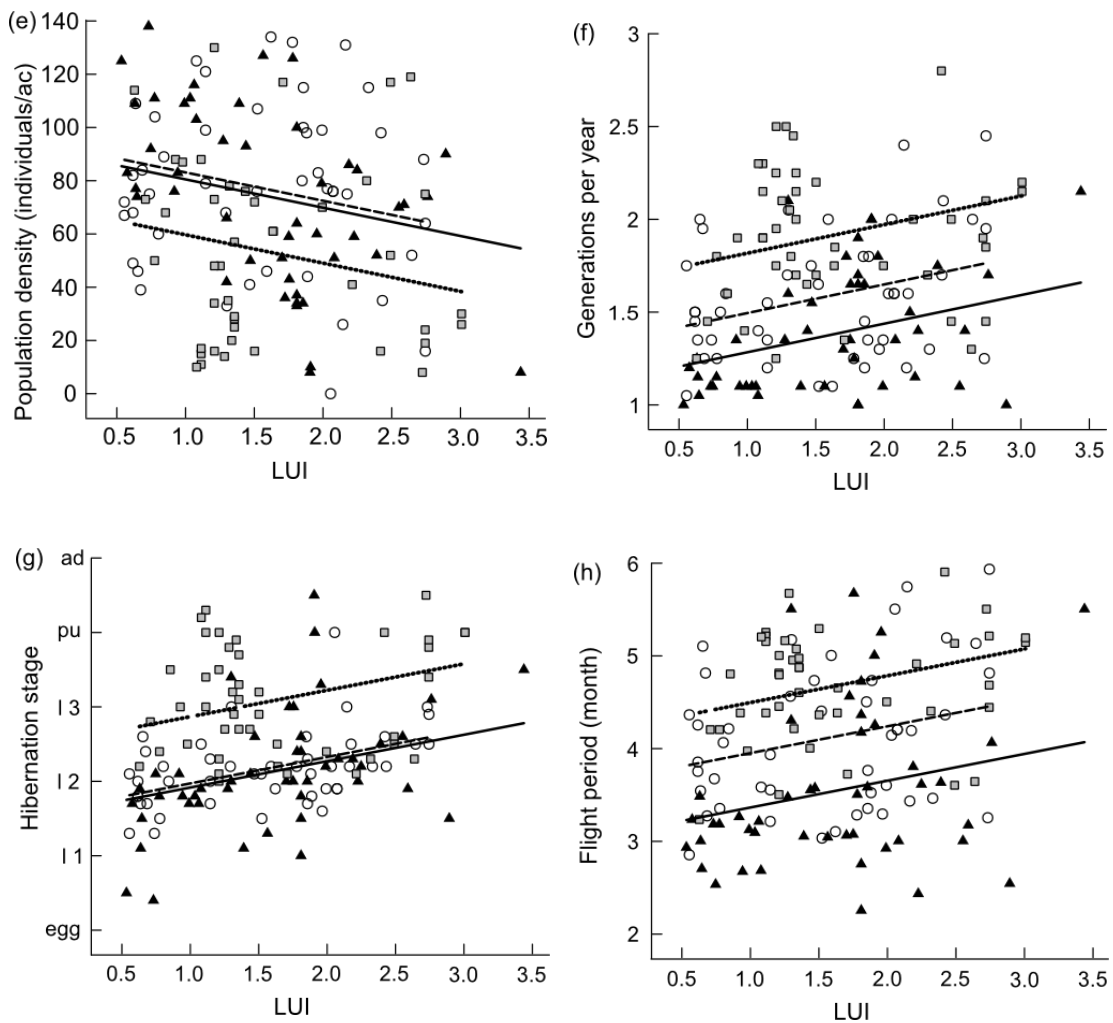 (e)
Population density (individuals/ac)
140
120
100
80
60
40
20
0
0.5 1.0 1.5 2.0 2.5 3.0 3.5
LUI
(f)
Generations per year
3
2.5
2
1.5
1
0.5 1.0 1.5 2.0 2.5 3.0 3.5
LUI
(g)
Hibernation stage
ad
pu
l 3
l 2
l 1
egg
0.5 1.0 1.5 2.0 2.5 3.0 3.5
LUI
(h)
Flight period (month)
6
5
4
3
2
0.5 1.0 1.5 2.0 2.5 3.0 3.5
LUI